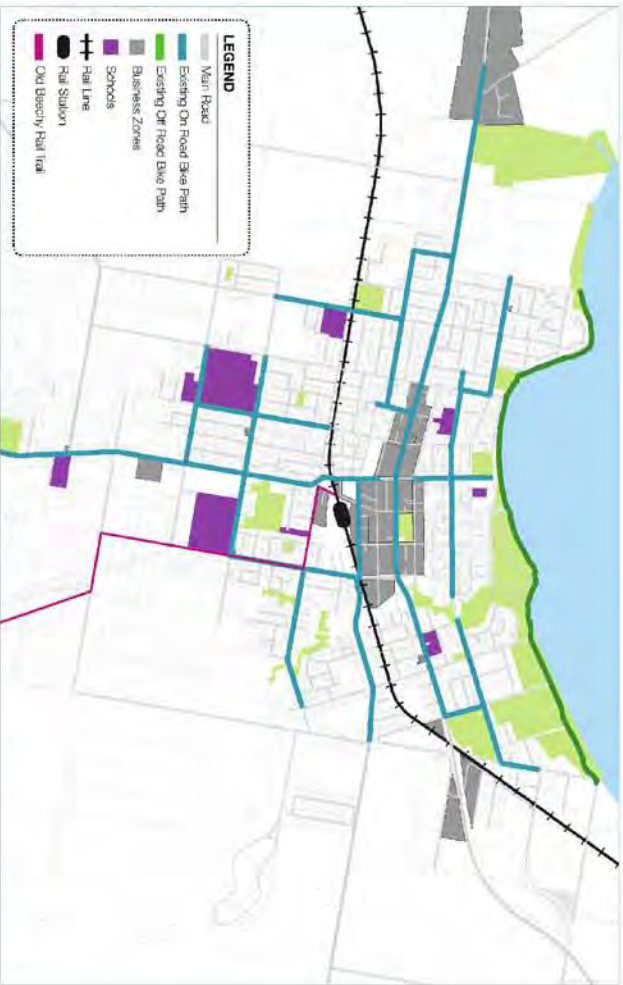 LEGEND
Main Road
Existing On Road Bike Path
Existing Off Road Bike Path
Business Zones
Schools
Rail Line
Rail Station
Old Beechy Rail Trail